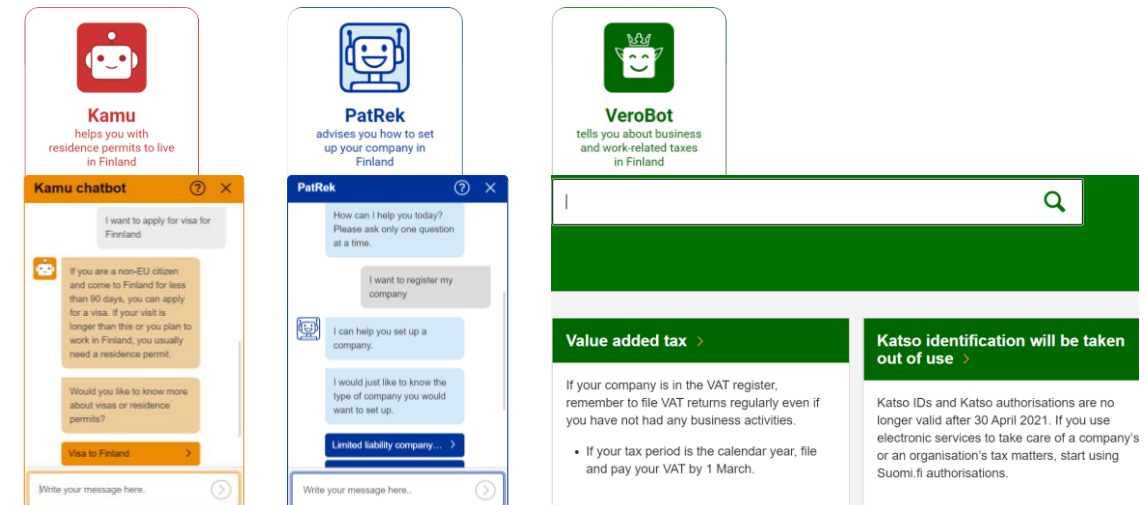 Kamu
helps you with
residence permits to live
in Finland
Kamu chatbot
I want to apply for visa for
Finnland
If you are a non-EU citizen
and come to Finland for less
than 90 days, you can apply
for a visa. If your visit is
longer than this or you plan to
work in Finland, you usually
need a residence permit.
Would you like to know more
about visas or residence
permits?
Visa to Finland
Write your message here.
PatRek
advises you how to set
up your company in
Finland
PatRek
How can I help you today?
Please ask only one question
at a time.
I want to register my
company
I can help you set up a
company.
I would just like to know the
type of company you would
want to set up.
Limited liability company...
Write your message here..
VeroBot
tells you about business
and work-related taxes
in Finland
Value added tax >
If your company is in the VAT register,
remember to file VAT returns regularly even if
you have not had any business activities.
• If your tax period is the calendar year, file
and pay your VAT by 1 March.
Katso identification will be taken
out of use >
Katso IDs and Katso authorisations are no
longer valid after 30 April 2021. If you use
electronic services to take care of a company's
or an organisation's tax matters, start using
Suomi.fi authorisations.